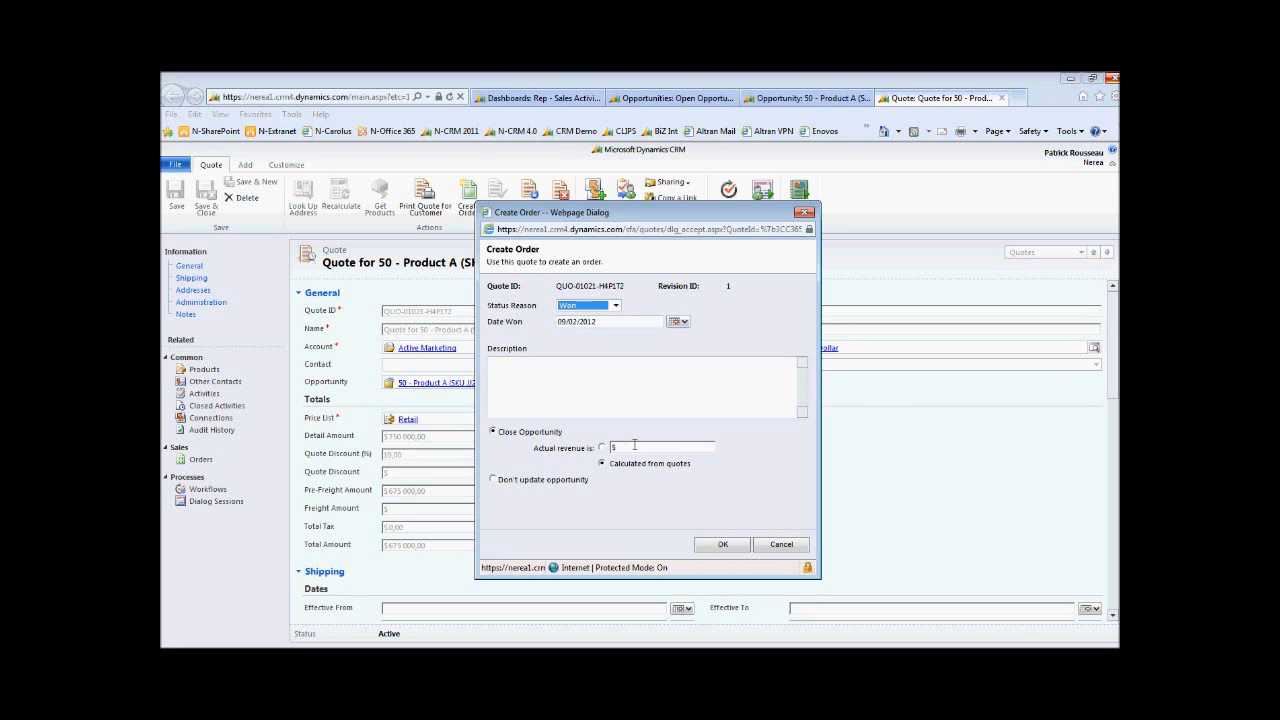 https://nerea1.crm4.dynamics.com/main.aspx?etc=1
Dashboards: Rep - Sales Activi...
Opportunities: Open Opportu...
Opportunity: 50 - Product A (S...
Quote: Quote for 50 - Prod...
File Edit View Favorites Tools Help
N-SharePoint N-Extranet N-Carolus N-Office 365 N-CRM 2011 N-CRM 4.0 CRM Demo CLIPS BiZ Int Altran Mail Altran VPN Enovos
Page Safety Tools
Microsoft Dynamics CRM
Patrick Rousseau
Nerea
File Quote Add Customize
Save
Save & Close
Save & New
Delete
Look Up Address
Recalculate
Get Products
Print Quote for Customer
Sharing
Copy a Link
Save
Actions
Information
General
Shipping
Addresses
Administration
Notes
Related
Common
Products
Other Contacts
Activities
Closed Activities
Connections
Audit History
Sales
Orders
Processes
Workflows
Dialog Sessions
Quote
Quote for 50 - Product A (SK
Quotes
General
Quote ID * QUO-01021-H4P1T2
Name * Quote for 50 - Product A (S
Account * Active Marketing
ollar
Contact
Opportunity 50 - Product A (SKU JJ2
Totals
Price List * Retail
Detail Amount $ 750 000,00
Quote Discount (%) 10,00
Quote Discount $
Pre-Freight Amount $ 675 000,00
Freight Amount $
Total Tax $ 0,00
Total Amount $ 675 000,00
Shipping
Dates
Effective From
Effective To
Status Active
Create Order -- Webpage Dialog
https://nerea1.crm4.dynamics.com/sfa/quotes/dlg_accept.aspx?QuoteId=%7b3CC365
Create Order
Use this quote to create an order.
Quote ID: QUO-01021-H4P1T2 Revision ID: 1
Status Reason Won
Date Won 09/02/2012
Description
Close Opportunity
Actual revenue is: $
Calculated from quotes
Don't update opportunity
OK Cancel
https://nerea1.crn Internet | Protected Mode: On